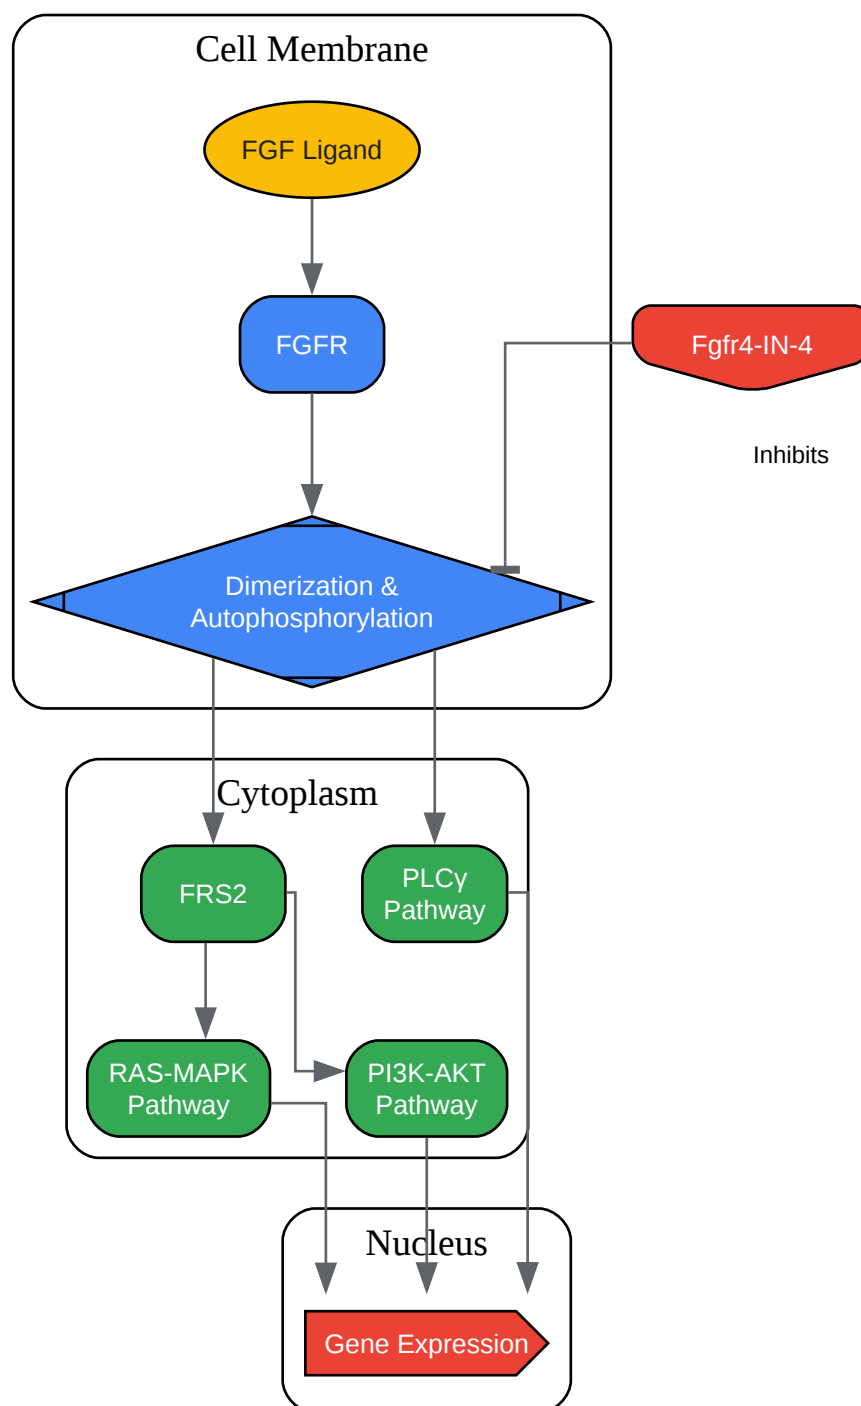 Cell Membrane
FGF Ligand
FGFR
Fgfr4-IN-4
Inhibits
Dimerization &
Autophosphorylation
Cytoplasm
FRS2
PLCγ
Pathway
RAS-MAPK
Pathway
PI3K-AKT
Pathway
Nucleus
Gene Expression